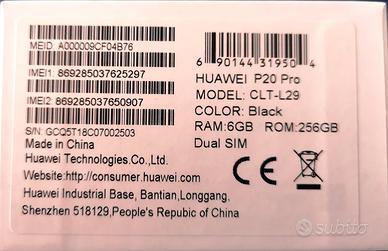 MEID A000009CF04B76
IMEI1: 869285037625297
IMEI2: 869285037650907
S/N: GCQ5T18C07002503
Made in China
Huawei Technologies.Co.,Ltd.
Website:http://consumer.huawei.com
Huawei Industrial Base, Bantian,Longgang.
Shenzhen 518129,People's Republic of China
6 901443 195004
HUAWEI P20 Pro
MODEL: CLT-L29
COLOR: Black
RAM:6GB ROM:256GB
Dual SIM
CE
subito